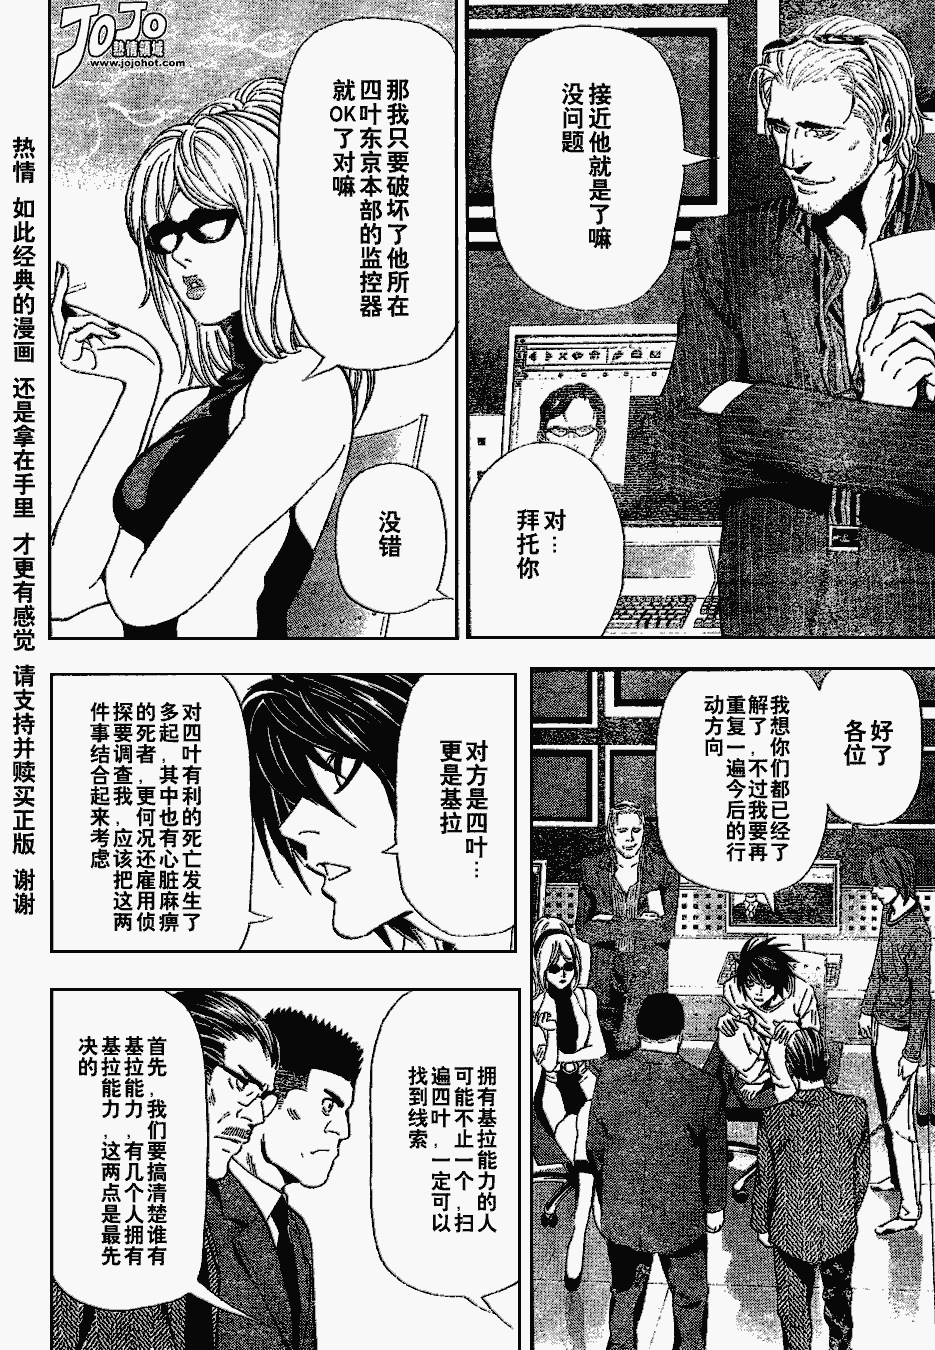 JOJO
热情领域
www.jojohot.com
热情 如此经典的漫画 还是拿在手里 才更有感觉 请支持并购买正版 谢谢
接近他就是了嘛
没问题
对…
拜托你
那我只要破坏了他所在
四叶东京本部的监控器
就OK了对嘛
没错
好了
各位
我想你们都已经了
解了,不过我要再
重复一遍今后的行
动方向
对方是四叶…
更是基拉
对四叶有利的死亡发生了
多起,其中也有心脏麻痹
的死者,更何况还雇用侦
探要调查我,应该把这两
件事结合起来考虑
拥有基拉能力的人
可能不止一个,扫
遍四叶,一定可以
找到线索
首先,我们要搞清楚谁有
基拉能力,有几个人拥有
基拉能力,这两点是最先
决的